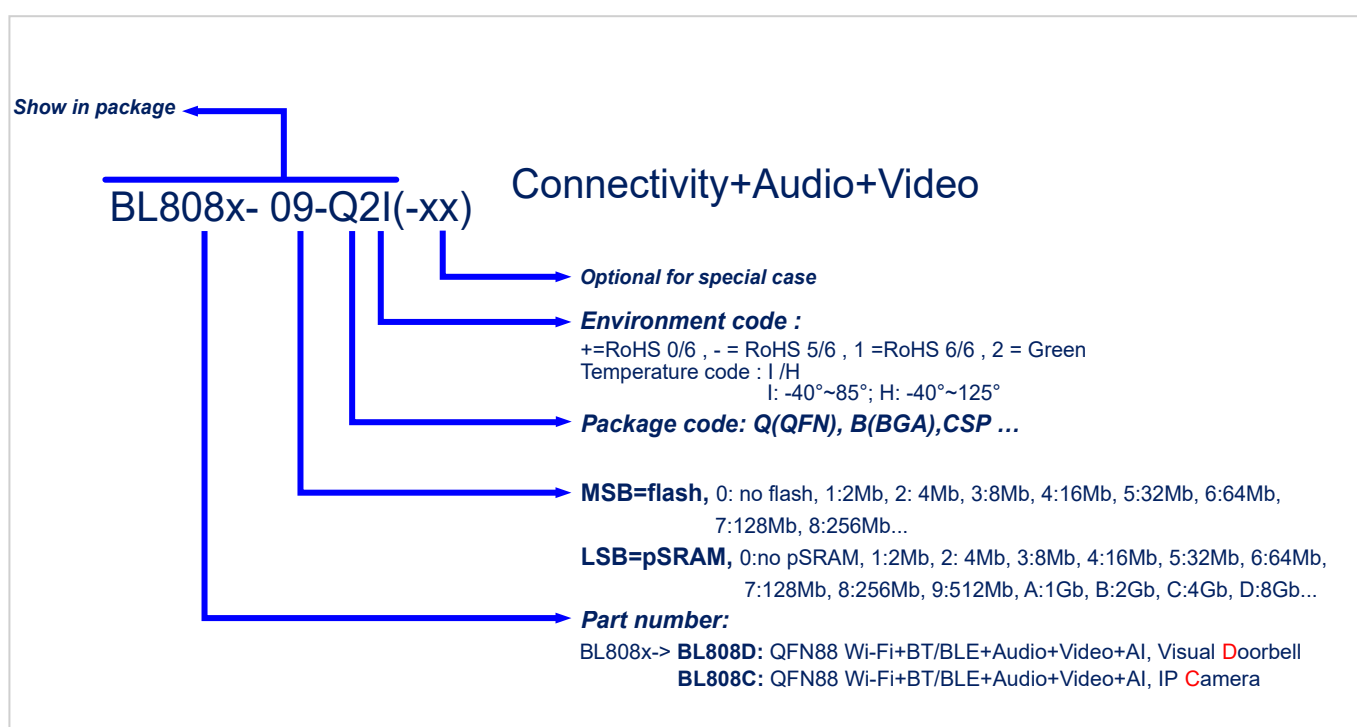 Show in package
Connectivity+Audio+Video
BL808x- 09-Q2I(-xx)
Optional for special case
Environment code :
+=RoHS 0/6 , - = RoHS 5/6 , 1 =RoHS 6/6 , 2 = Green
Temperature code : I /H
I: -40°~85°; H: -40°~125°
Package code: Q(QFN), B(BGA),CSP …
MSB=flash, 0: no flash, 1:2Mb, 2: 4Mb, 3:8Mb, 4:16Mb, 5:32Mb, 6:64Mb,
7:128Mb, 8:256Mb...
LSB=pSRAM, 0:no pSRAM, 1:2Mb, 2: 4Mb, 3:8Mb, 4:16Mb, 5:32Mb, 6:64Mb,
7:128Mb, 8:256Mb, 9:512Mb, A:1Gb, B:2Gb, C:4Gb, D:8Gb...
Part number:
BL808x-> BL808D: QFN88 Wi-Fi+BT/BLE+Audio+Video+AI, Visual Doorbell
BL808C: QFN88 Wi-Fi+BT/BLE+Audio+Video+AI, IP Camera